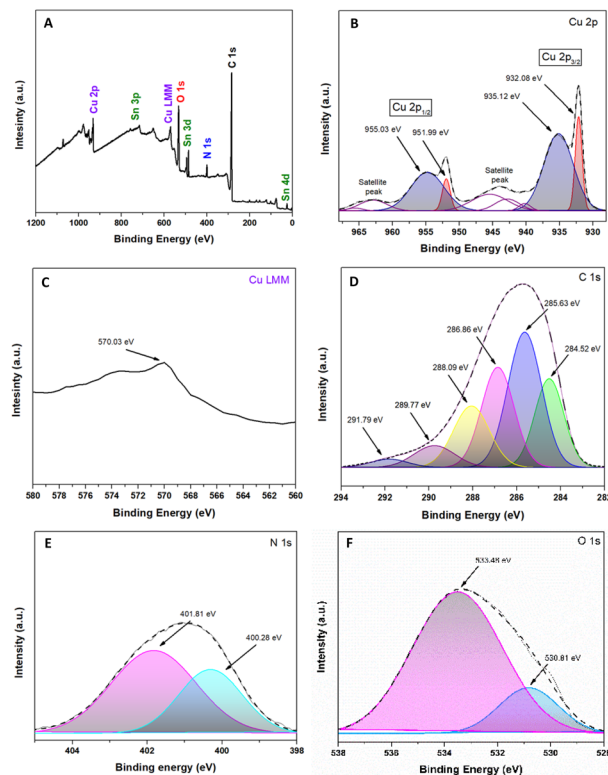 A
Cu 2p
Sn 3p
Cu LMM
O 1s
Sn 3d
N 1s
C 1s
Sn 4d
Intesinty (a.u.)
1200 1000 800 600 400 200 0
Binding Energy (eV)
B
Cu 2p
Cu 2p3/2
932.08 eV
935.12 eV
Cu 2p1/2
955.03 eV
951.99 eV
Satellite
peak
Satellite
peak
Intensity (a.u.)
965 960 955 950 945 940 935 930
Binding Energy (eV)
C
Cu LMM
570.03 eV
Intesinty (a.u.)
580 578 576 574 572 570 568 566 564 562 560
Binding Energy (eV)
D
C 1s
285.63 eV
286.86 eV
284.52 eV
288.09 eV
289.77 eV
291.79 eV
Intensity (a.u.)
294 292 290 288 286 284 282
Binding Energy (eV)
E
N 1s
401.81 eV
400.28 eV
Intensity (a.u.)
404 402 400 398
Binding energy (eV)
F
O 1s
533.48 eV
530.81 eV
Intensity (a.u.)
538 536 534 532 530 528
Binding Energy (eV)